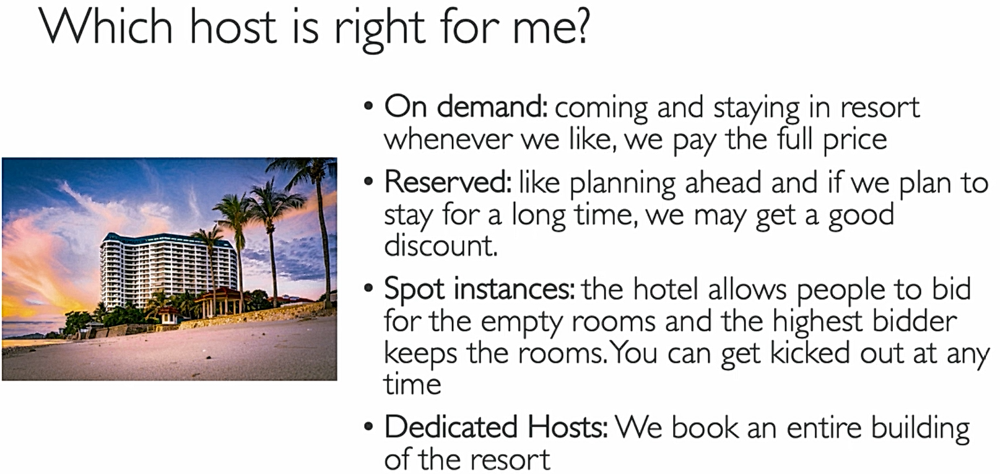 Which host is right for me?
• On demand: coming and staying in resort
whenever we like, we pay the full price
• Reserved: like planning ahead and if we plan to
stay for a long time, we may get a good
discount.
• Spot instances: the hotel allows people to bid
for the empty rooms and the highest bidder
keeps the rooms. You can get kicked out at any
time
• Dedicated Hosts: We book an entire building
of the resort